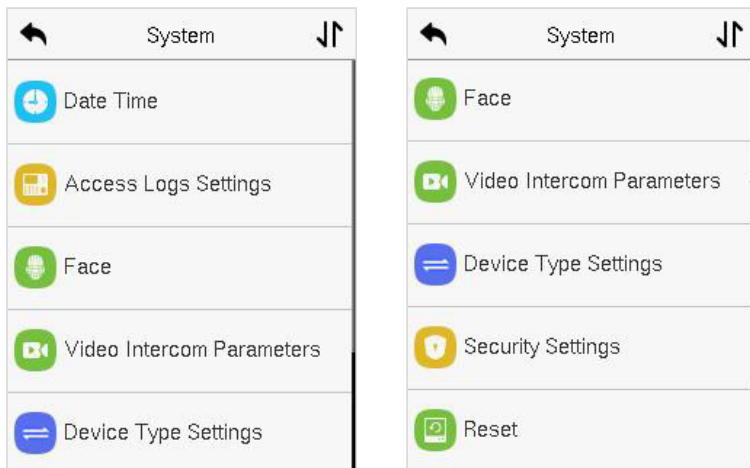 System
Date Time
Access Logs Settings
Face
Video Intercom Parameters
Device Type Settings
System
Face
Video Intercom Parameters
Device Type Settings
Security Settings
Reset